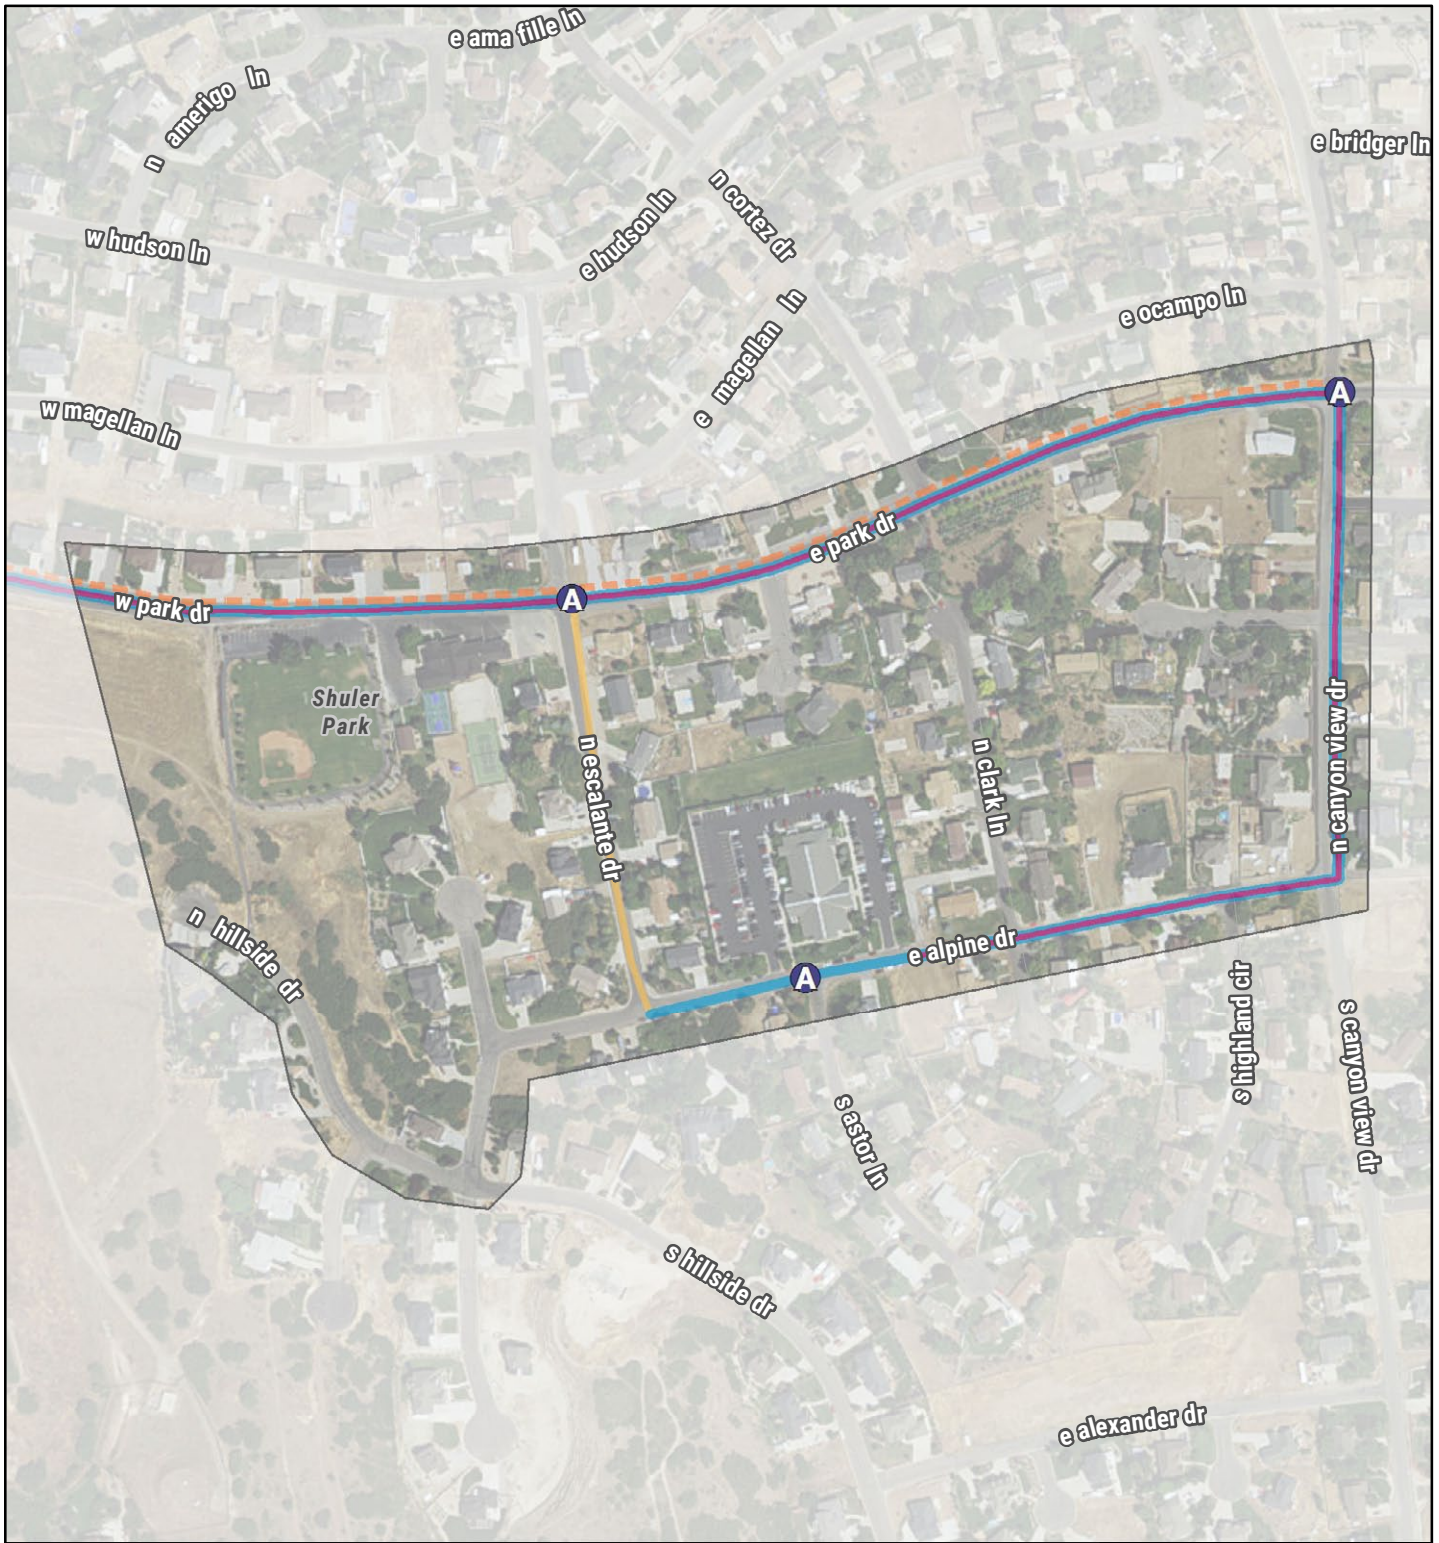 e ama fille ln
n amerigo ln
e bridger ln
n cortez dr
w hudson ln
e hudson ln
e ocampo ln
e magellan ln
w magellan ln
A
e park dr
A
w park dr
Shuler
Park
n canyon view dr
n escalante dr
n clark ln
n hillside dr
e alpine dr
A
s highland cir
s canyon view dr
s astor ln
s hillside dr
e alexander dr